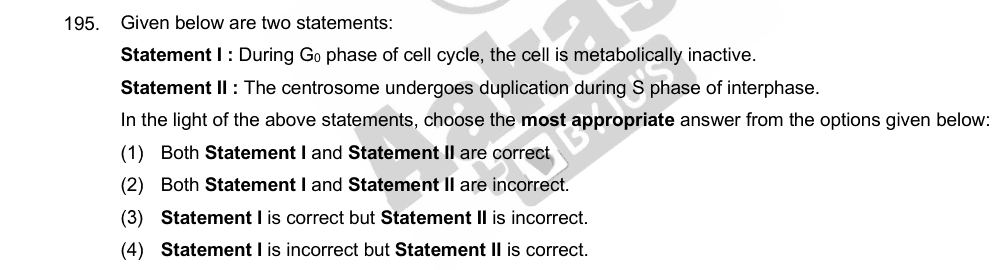 195. Given below are two statements:
Statement I : During G₀ phase of cell cycle, the cell is metabolically inactive.
Statement II : The centrosome undergoes duplication during S phase of interphase.
In the light of the above statements, choose the most appropriate answer from the options given below:
(1) Both Statement I and Statement II are correct
(2) Both Statement I and Statement II are incorrect.
(3) Statement I is correct but Statement II is incorrect.
(4) Statement I is incorrect but Statement II is correct.
Aakash
BYJU'S